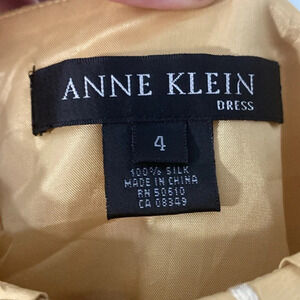 ANNE KLEIN
DRESS
4
100% SILK
MADE IN CHINA
RN 50610
CA 08349